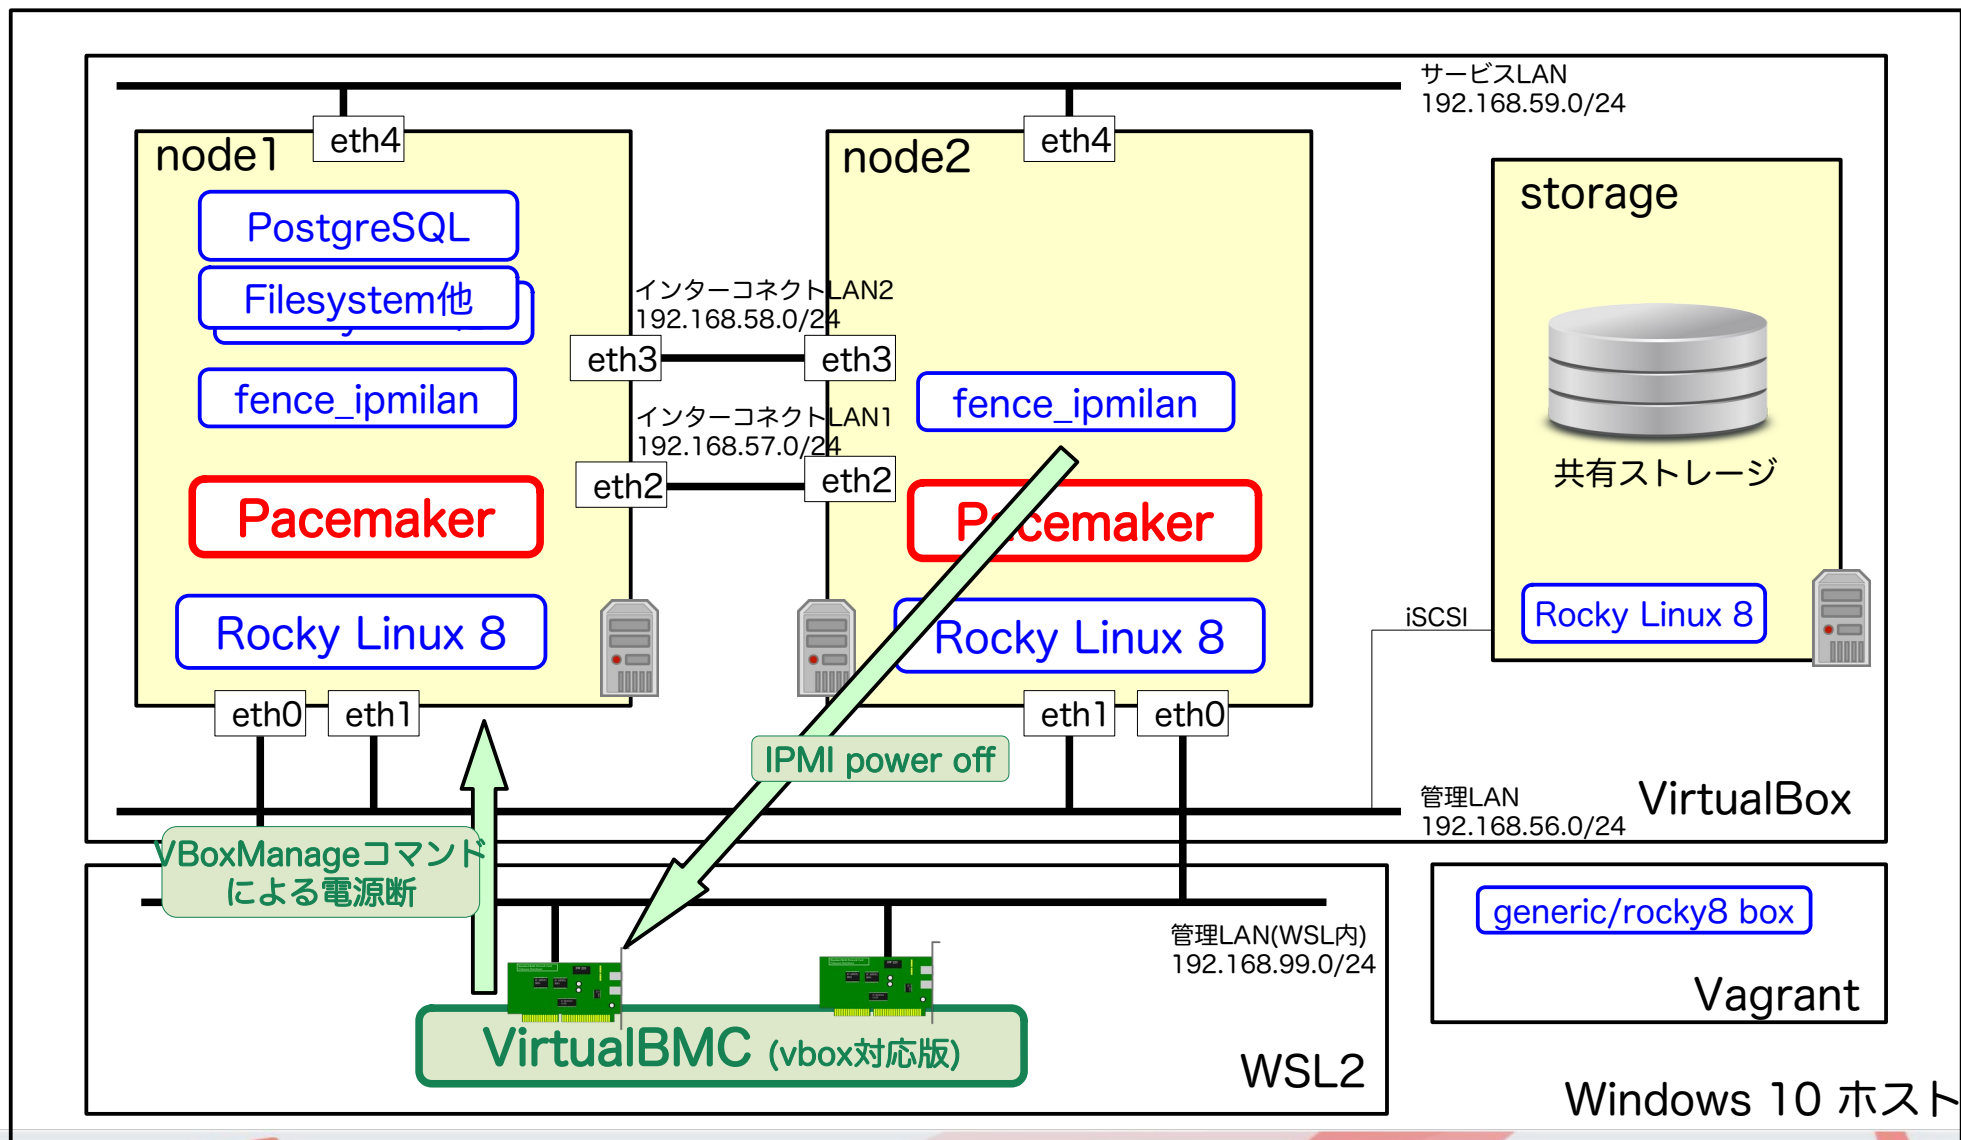 サービスLAN
192.168.59.0/24
eth4
eth4
node1
node2
storage
PostgreSQL
Filesystem他
インターコネクトLAN2
192.168.58.0/24
eth3
eth3
fence_ipmilan
fence_ipmilan
インターコネクトLAN1
192.168.57.0/24
eth2
eth2
共有ストレージ
Pacemaker
Pacemaker
Rocky Linux 8
Rocky Linux 8
iSCSI
Rocky Linux 8
eth0
eth1
eth1
eth0
IPMI power off
管理LAN
192.168.56.0/24
VirtualBox
VBoxManageコマンド
による電源断
管理LAN(WSL内)
192.168.99.0/24
generic/rocky8 box
Vagrant
VirtualBMC (vbox対応版)
WSL2
Windows 10 ホスト